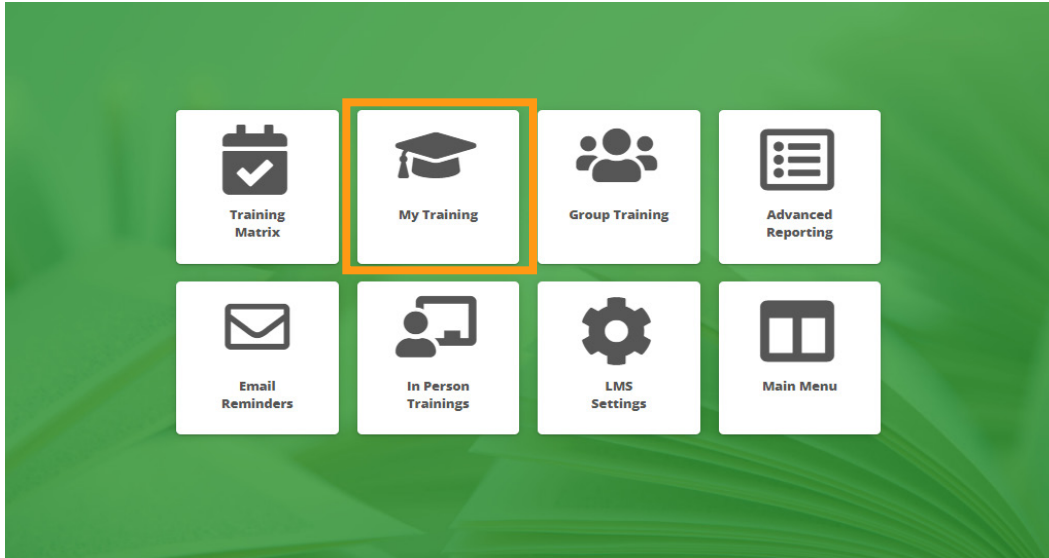 Training
Matrix
My Training
Group Training
Advanced
Reporting
Email
Reminders
In Person
Trainings
LMS
Settings
Main Menu